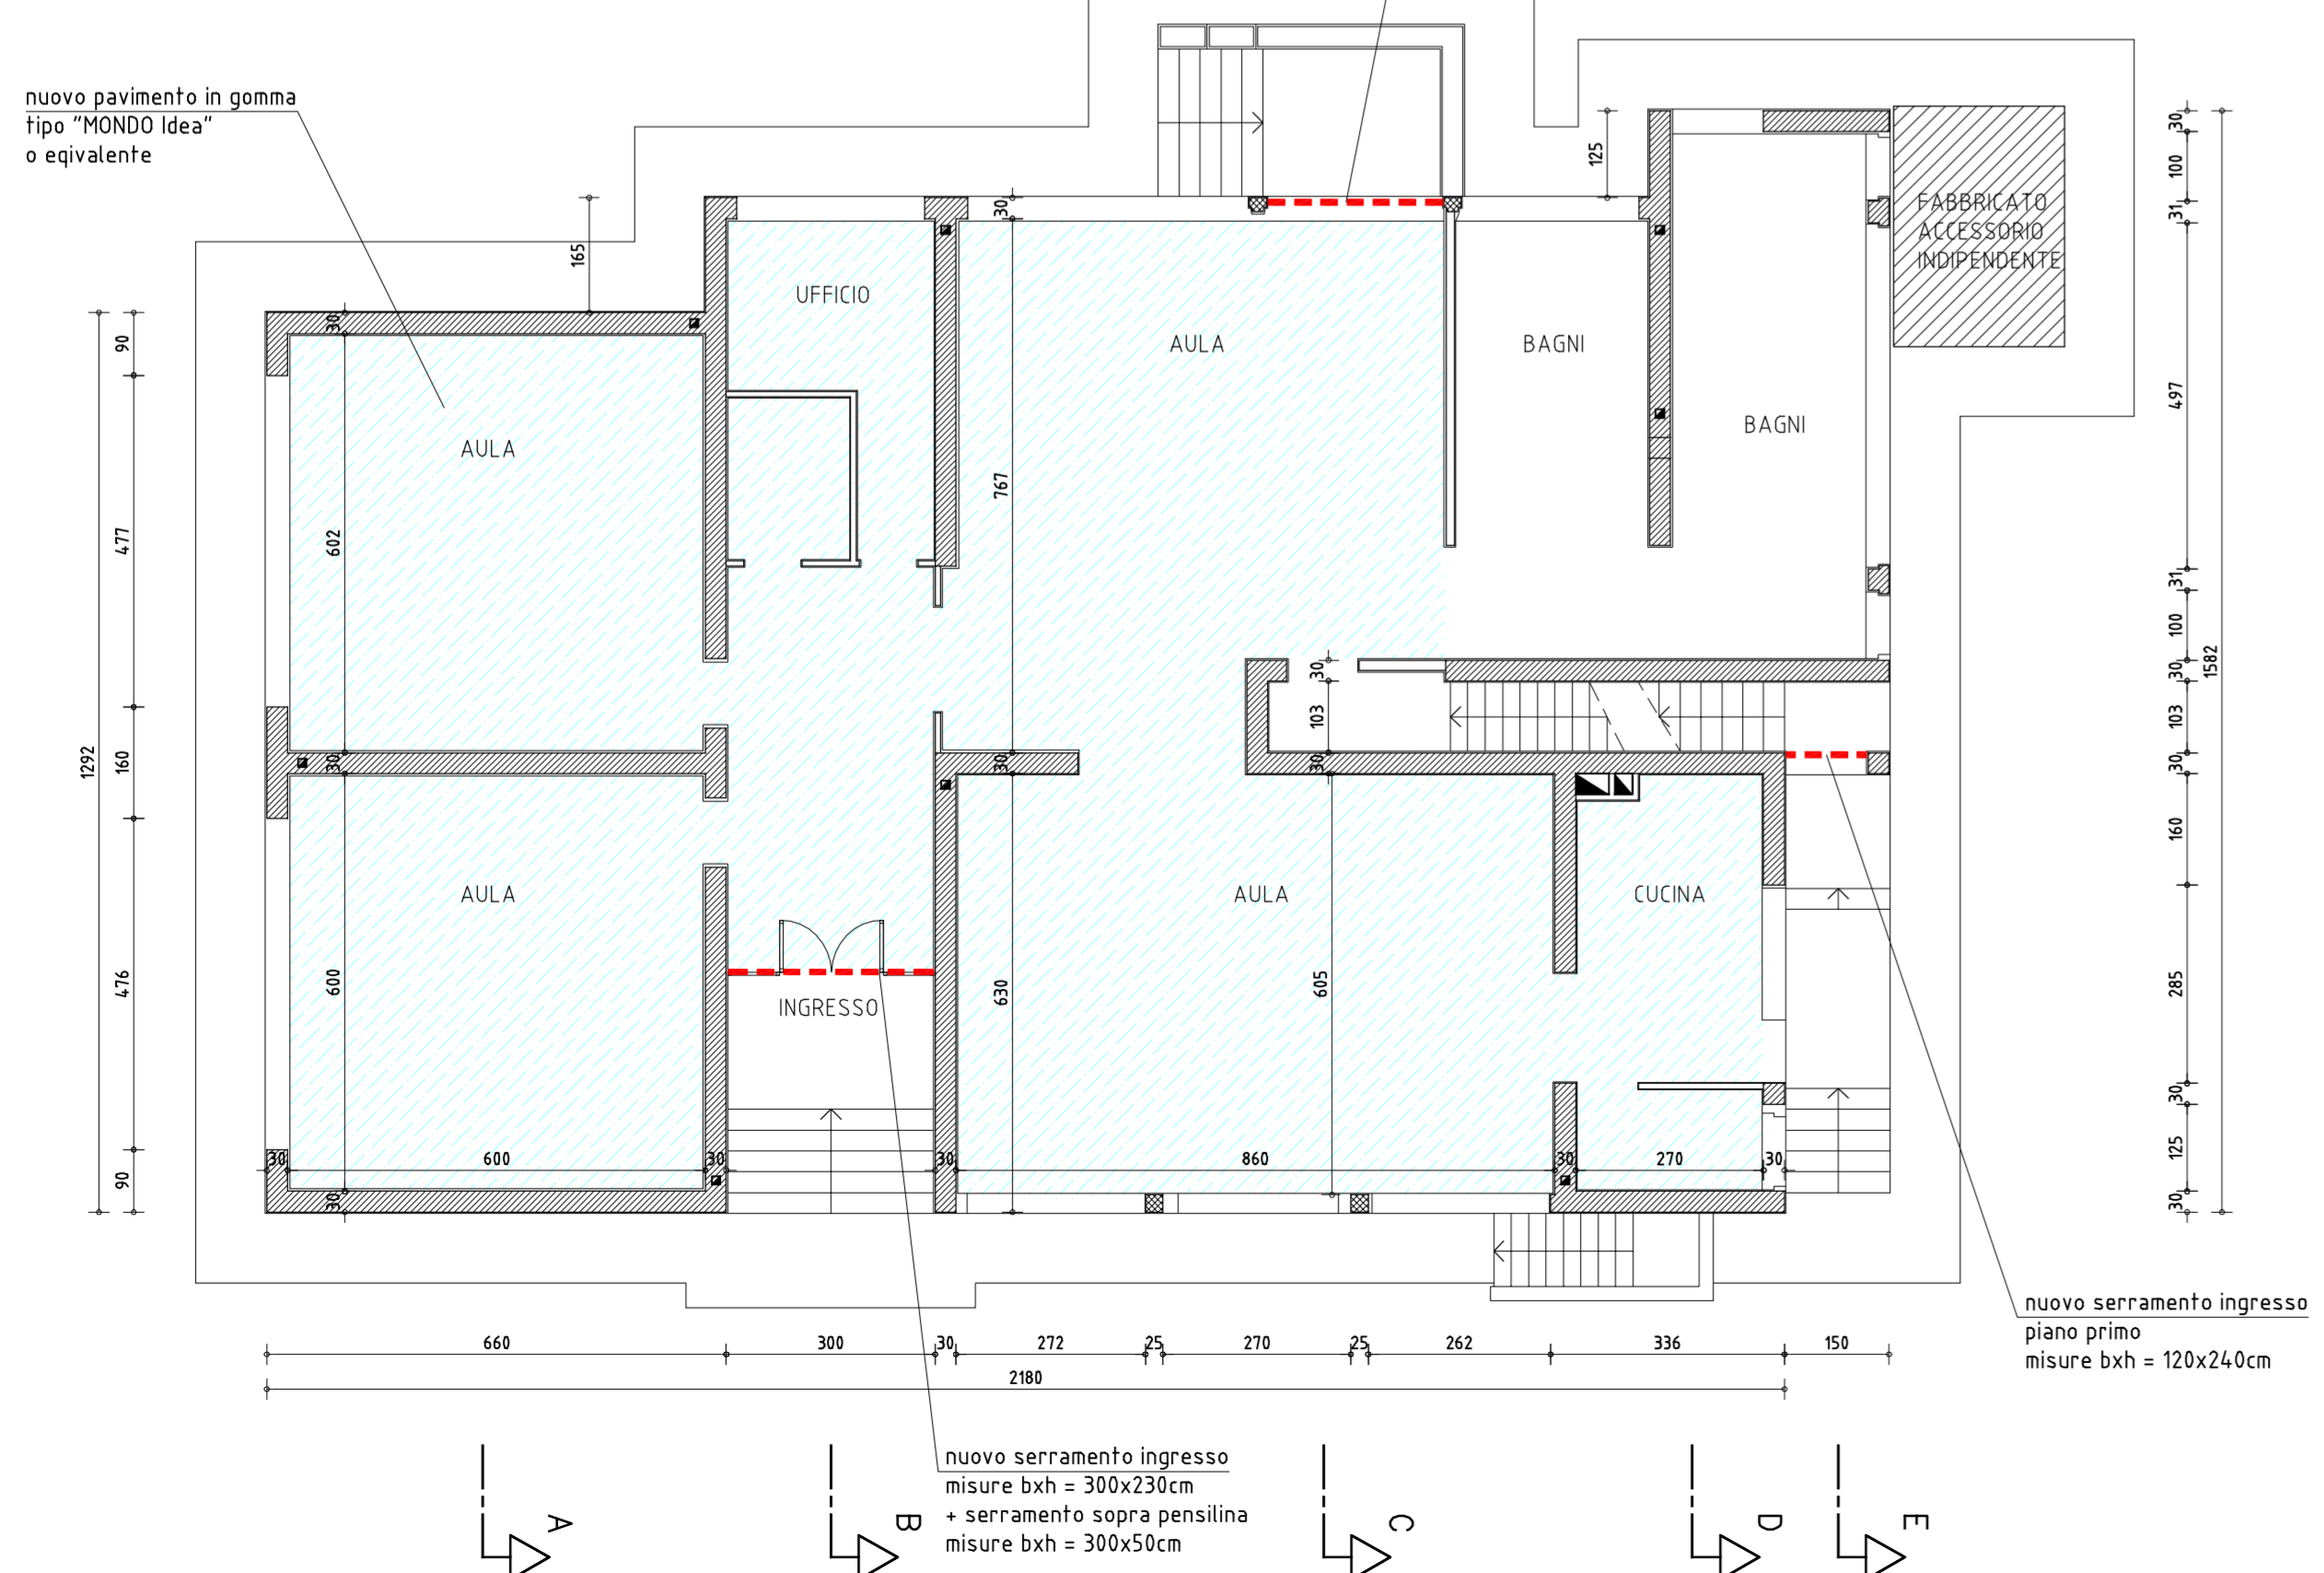 nuovo pavimento in gomma
tipo "MONDO Idea"
o eqivalente
FABBRICATO
ACCESSORIO
INDIPENDENTE
UFFICIO
AULA
BAGNI
BAGNI
AULA
AULA
AULA
CUCINA
INGRESSO
165
30
125
30
100
31
497
31
100
30
103
30
160
285
30
125
30
1582
1292
90
477
160
476
90
30
602
30
600
30
767
30
630
30
103
30
605
30
600
30
30
860
30
270
30
660
300
30
272
25
270
25
262
336
150
2180
nuovo serramento ingresso
piano primo
misure bxh = 120x240cm
nuovo serramento ingresso
misure bxh = 300x230cm
+ serramento sopra pensilina
misure bxh = 300x50cm
A
B
C
D
E